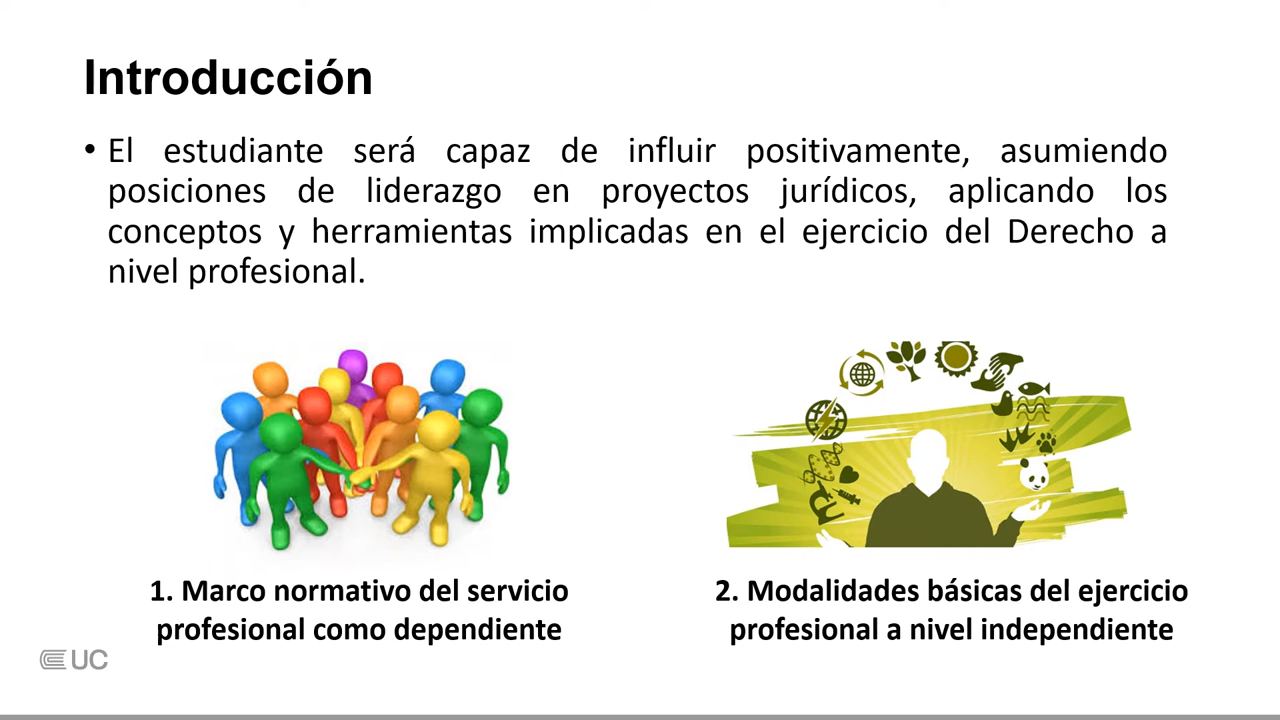 Introducción
• El estudiante será capaz de influir positivamente, asumiendo
posiciones de liderazgo en proyectos jurídicos, aplicando los
conceptos y herramientas implicadas en el ejercicio del Derecho a
nivel profesional.
1. Marco normativo del servicio
profesional como dependiente
2. Modalidades básicas del ejercicio
profesional a nivel independiente
UC